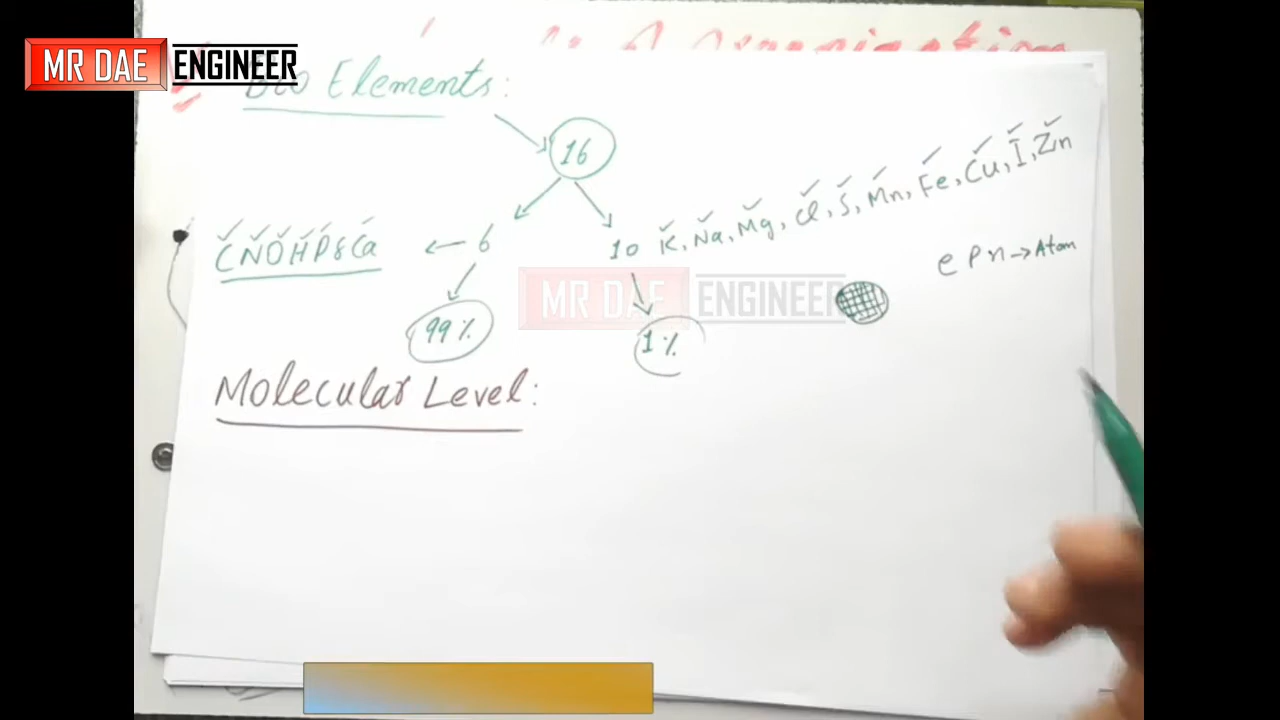 MR DAE ENGINEER
Bio Elements:
16
C N O H P & Ca ← 6
10 K, Na, Mg, Cl, S, Mn, Fe, Cu, I, Zn
e P n → Atom
MR DAE ENGINEER
99 %
1 %
Molecular Level: